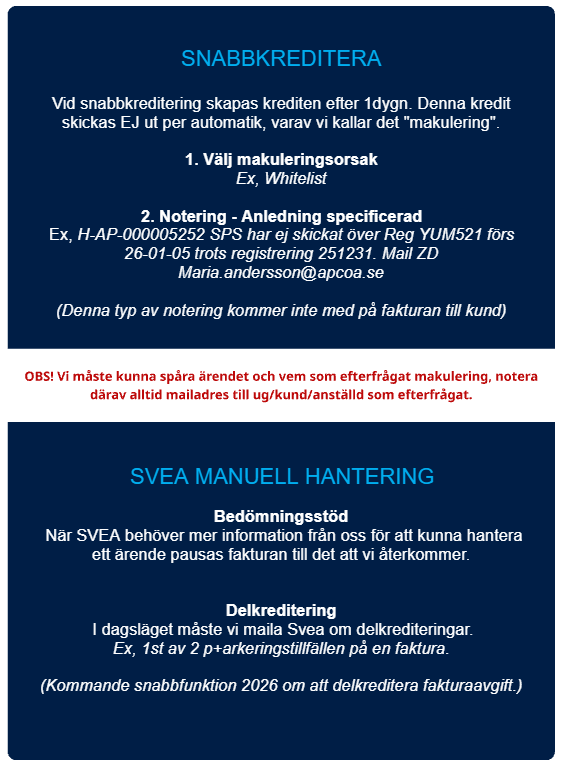 SNABBKREDITERA
Vid snabbkreditering skapas krediten efter 1dygn. Denna kredit
skickas EJ ut per automatik, varav vi kallar det "makulering".
1. Välj makuleringsorsak
Ex, Whitelist
2. Notering - Anledning specificerad
Ex, H-AP-000005252 SPS har ej skickat över Reg YUM521 förs
26-01-05 trots registrering 251231. Mail ZD
Maria.andersson@apcoa.se
(Denna typ av notering kommer inte med på fakturan till kund)
OBS! Vi måste kunna spåra ärendet och vem som efterfrågat makulering, notera
därav alltid mailadres till ug/kund/anställd som efterfrågat.
SVEA MANUELL HANTERING
Bedömningsstöd
När SVEA behöver mer information från oss för att kunna hantera
ett ärende pausas fakturan till det att vi återkommer.
Delkreditering
I dagsläget måste vi maila Svea om delkrediteringar.
Ex, 1st av 2 p+arkeringstillfällen på en faktura.
(Kommande snabbfunktion 2026 om att delkreditera fakturaavgift.)